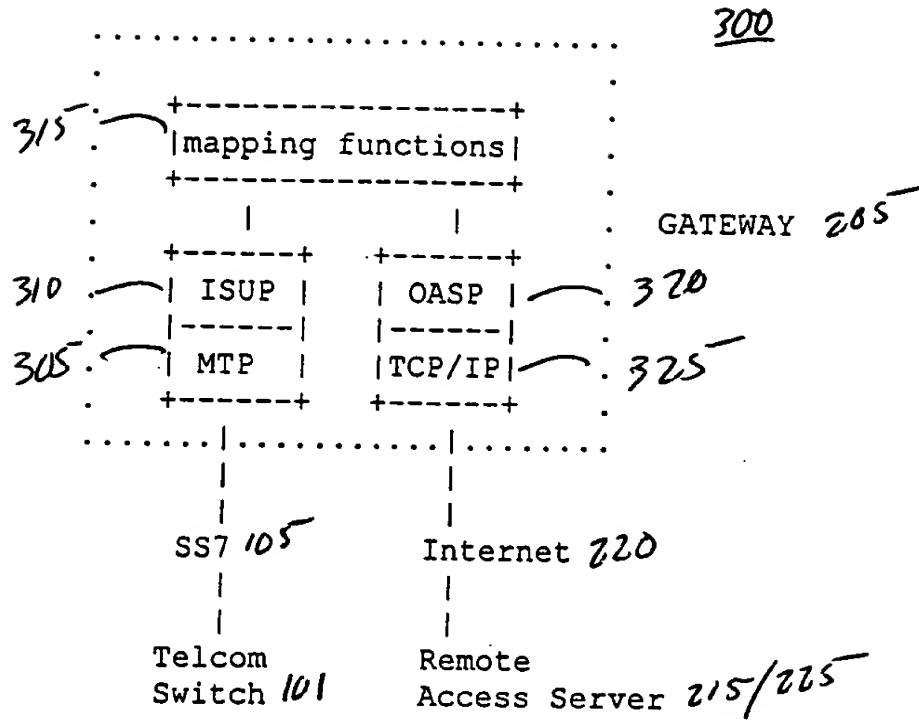 300
315
mapping functions
GATEWAY 205
310 ISUP OASP 320
305 MTP TCP/IP 325
SS7 105 Internet 220
Telcom Remote
Switch 101 Access Server 215/225